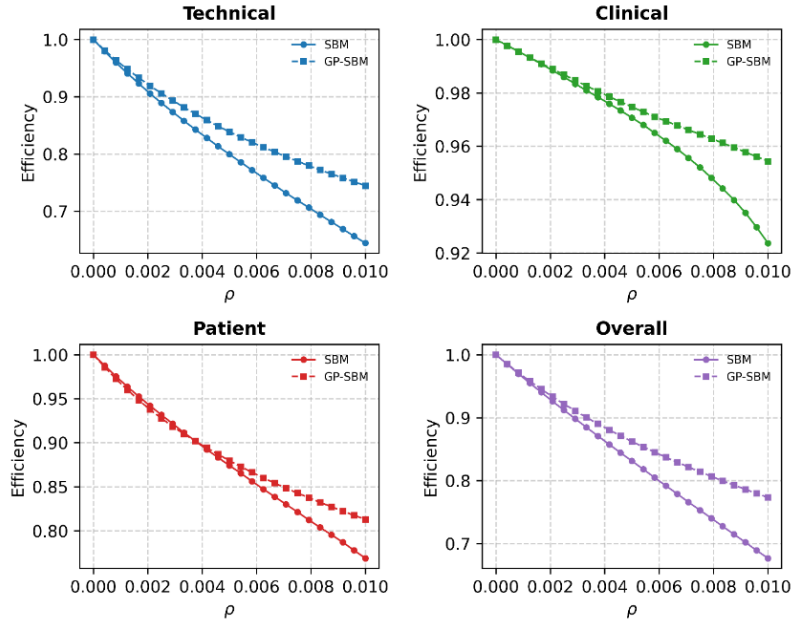 Technical
Efficiency
1.0
0.9
0.8
0.7
SBM
GP-SBM
0.000 0.002 0.004 0.006 0.008 0.010
ρ
Clinical
Efficiency
1.00
0.98
0.96
0.94
0.92
SBM
GP-SBM
0.000 0.002 0.004 0.006 0.008 0.010
ρ
Patient
Efficiency
1.00
0.95
0.90
0.85
0.80
SBM
GP-SBM
0.000 0.002 0.004 0.006 0.008 0.010
ρ
Overall
Efficiency
1.0
0.9
0.8
0.7
SBM
GP-SBM
0.000 0.002 0.004 0.006 0.008 0.010
ρ